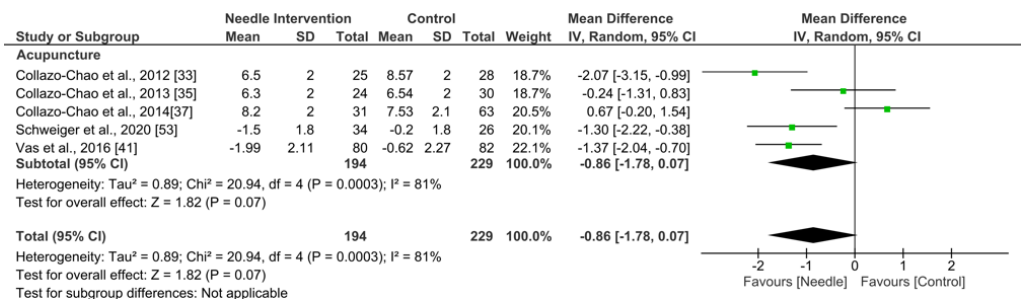 Needle Intervention Control Mean Difference Mean Difference
Study or Subgroup Mean SD Total Mean SD Total Weight IV, Random, 95% CI IV, Random, 95% CI
Acupuncture
Collazo-Chao et al., 2012 [33] 6.5 2 25 8.57 2 28 18.7% -2.07 [-3.15, -0.99]
Collazo-Chao et al., 2013 [35] 6.3 2 24 6.54 2 30 18.7% -0.24 [-1.31, 0.83]
Collazo-Chao et al., 2014[37] 8.2 2 31 7.53 2.1 63 20.5% 0.67 [-0.20, 1.54]
Schweiger et al., 2020 [53] -1.5 1.8 34 -0.2 1.8 26 20.1% -1.30 [-2.22, -0.38]
Vas et al., 2016 [41] -1.99 2.11 80 -0.62 2.27 82 22.1% -1.37 [-2.04, -0.70]
Subtotal (95% CI) 194 229 100.0% -0.86 [-1.78, 0.07]
Heterogeneity: Tau² = 0.89; Chi² = 20.94, df = 4 (P = 0.0003); I² = 81%
Test for overall effect: Z = 1.82 (P = 0.07)
Total (95% CI) 194 229 100.0% -0.86 [-1.78, 0.07]
Heterogeneity: Tau² = 0.89; Chi² = 20.94, df = 4 (P = 0.0003); I² = 81%
Test for overall effect: Z = 1.82 (P = 0.07)
Test for subgroup differences: Not applicable
-2 -1 0 1 2
Favours [Needle] Favours [Control]